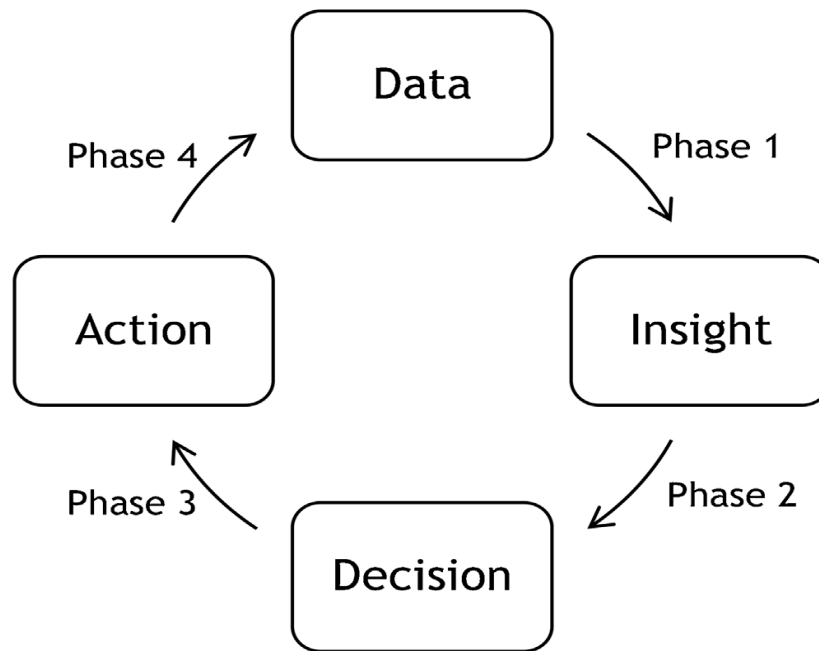 Data
Phase 4
Phase 1
Action
Insight
Phase 3
Phase 2
Decision